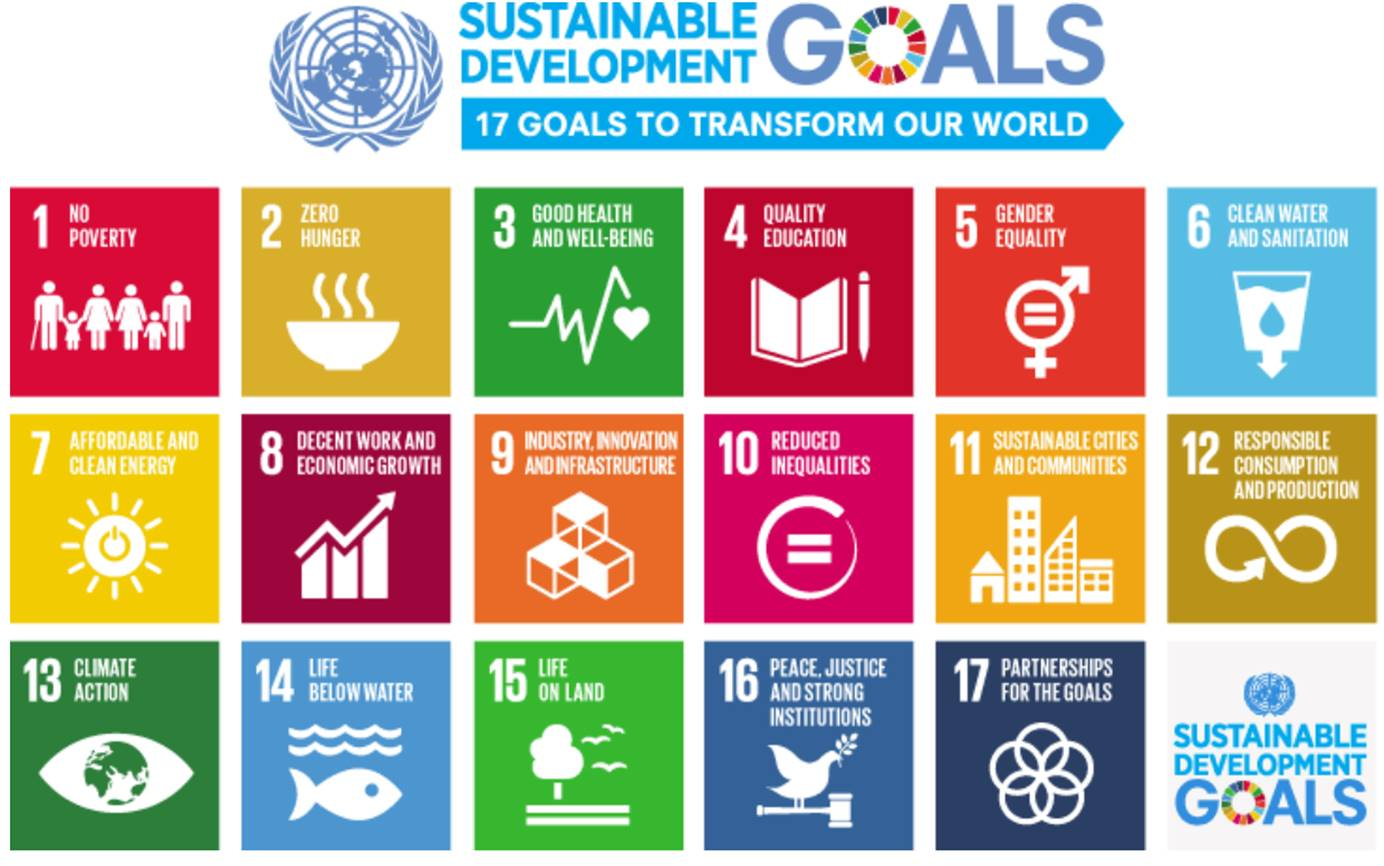 SUSTAINABLE
DEVELOPMENT
GOALS
17 GOALS TO TRANSFORM OUR WORLD
1 NO
POVERTY
2 ZERO
HUNGER
3 GOOD HEALTH
AND WELL-BEING
4 QUALITY
EDUCATION
5 GENDER
EQUALITY
6 CLEAN WATER
AND SANITATION
7 AFFORDABLE AND
CLEAN ENERGY
8 DECENT WORK AND
ECONOMIC GROWTH
9 INDUSTRY, INNOVATION
AND INFRASTRUCTURE
10 REDUCED
INEQUALITIES
11 SUSTAINABLE CITIES
AND COMMUNITIES
12 RESPONSIBLE
CONSUMPTION
AND PRODUCTION
13 CLIMATE
ACTION
14 LIFE
BELOW WATER
15 LIFE
ON LAND
16 PEACE, JUSTICE
AND STRONG
INSTITUTIONS
17 PARTNERSHIPS
FOR THE GOALS
SUSTAINABLE
DEVELOPMENT
GOALS